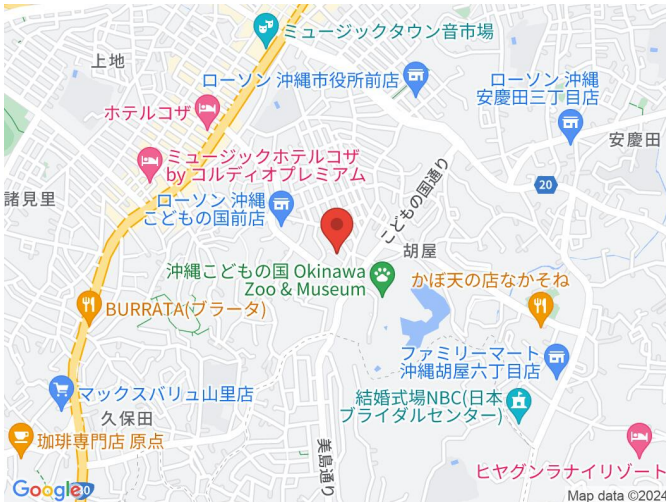 ミュージックタウン音市場
上地
ローソン 沖縄市役所前店
ローソン 沖縄
安慶田三丁目店
ホテルコザ
安慶田
ミュージックホテルコザ
by コルディオプレミアム
20
諸見里
ローソン 沖縄
こどもの国前店
こどもの国通り
胡屋
沖縄こどもの国 Okinawa
Zoo & Museum
かぼ天の店なかそね
BURRATA(ブラータ)
ファミリーマート
沖縄胡屋六丁目店
マックスバリュ山里店
結婚式場NBC(日本
ブライダルセンター)
久保田
珈琲専門店 原点
美島通り
ヒヤグンラナイリゾート
Google
Map data ©2024